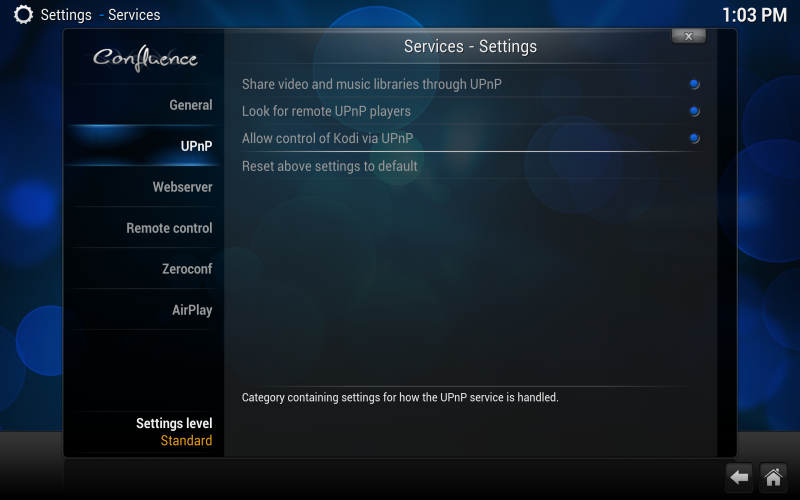 Settings - Services
1:03 PM
Confluence
Services - Settings
x
General
UPnP
Webserver
Remote control
Zeroconf
AirPlay
Share video and music libraries through UPnP
Look for remote UPnP players
Allow control of Kodi via UPnP
Reset above settings to default
Category containing settings for how the UPnP service is handled.
Settings level
Standard